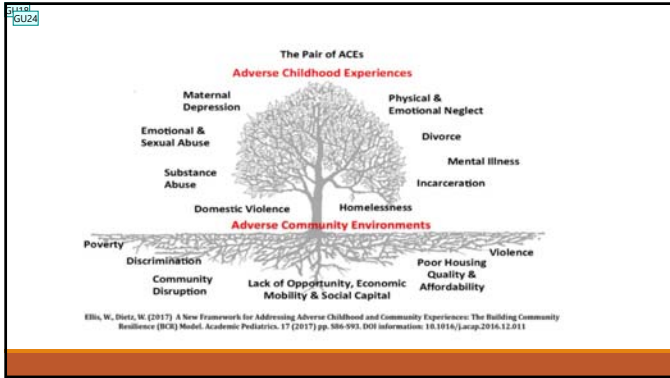 GU18
GU24
The Pair of ACEs
Adverse Childhood Experiences
Maternal
Depression
Physical &
Emotional Neglect
Emotional &
Sexual Abuse
Divorce
Mental Illness
Substance
Abuse
Incarceration
Domestic Violence
Homelessness
Adverse Community Environments
Poverty
Violence
Discrimination
Poor Housing
Quality &
Affordability
Community
Disruption
Lack of Opportunity, Economic
Mobility & Social Capital
Ellis, W., Dietz, W. (2017) A New Framework for Addressing Adverse Childhood and Community Experiences: The Building Community
Resilience (BCR) Model. Academic Pediatrics. 17 (2017) pp. S86-S93. DOI information: 10.1016/j.acap.2016.12.011